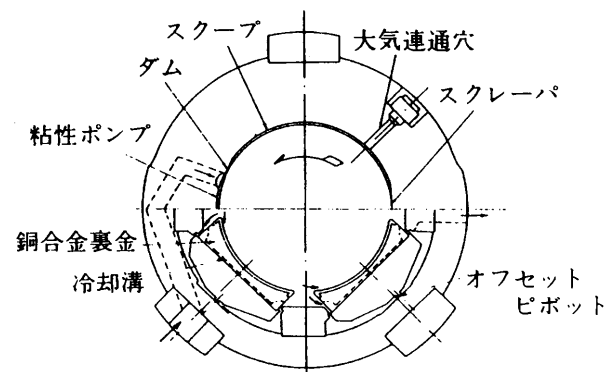 スクープ
大気連通穴
ダム
スクレーパ
粘性ポンプ
銅合金裏金
冷却溝
オフセット
ピボット